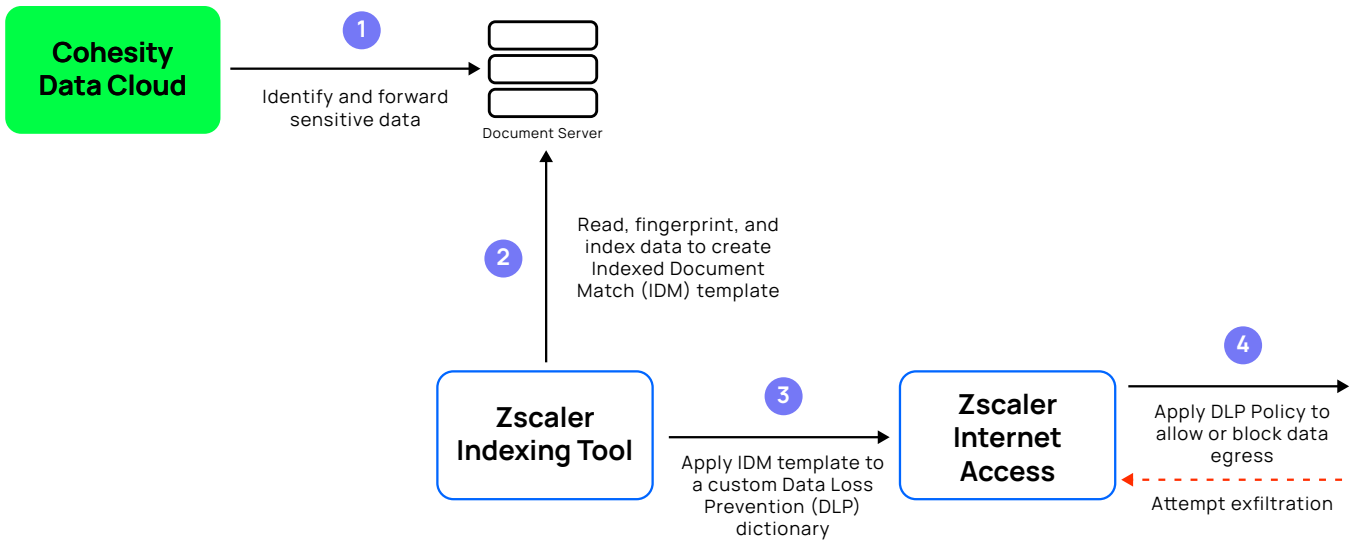 Cohesity
Data Cloud
1
Identify and forward
sensitive data
Document Server
2
Read, fingerprint, and
index data to create
Indexed Document
Match (IDM) template
Zscaler
Indexing Tool
3
Apply IDM template to
a custom Data Loss
Prevention (DLP)
dictionary
Zscaler
Internet
Access
4
Apply DLP Policy to
allow or block data
egress
Attempt exfiltration